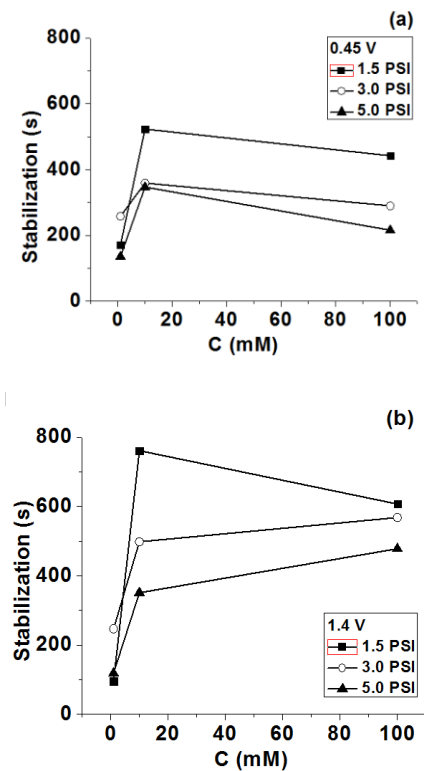 (a)
800
600
400
200
0
Stabilization (s)
0.45 V
1.5 PSI
3.0 PSI
5.0 PSI
0 20 40 60 80 100
C (mM)
(b)
800
600
400
200
0
Stabilization (s)
1.4 V
1.5 PSI
3.0 PSI
5.0 PSI
0 20 40 60 80 100
C (mM)